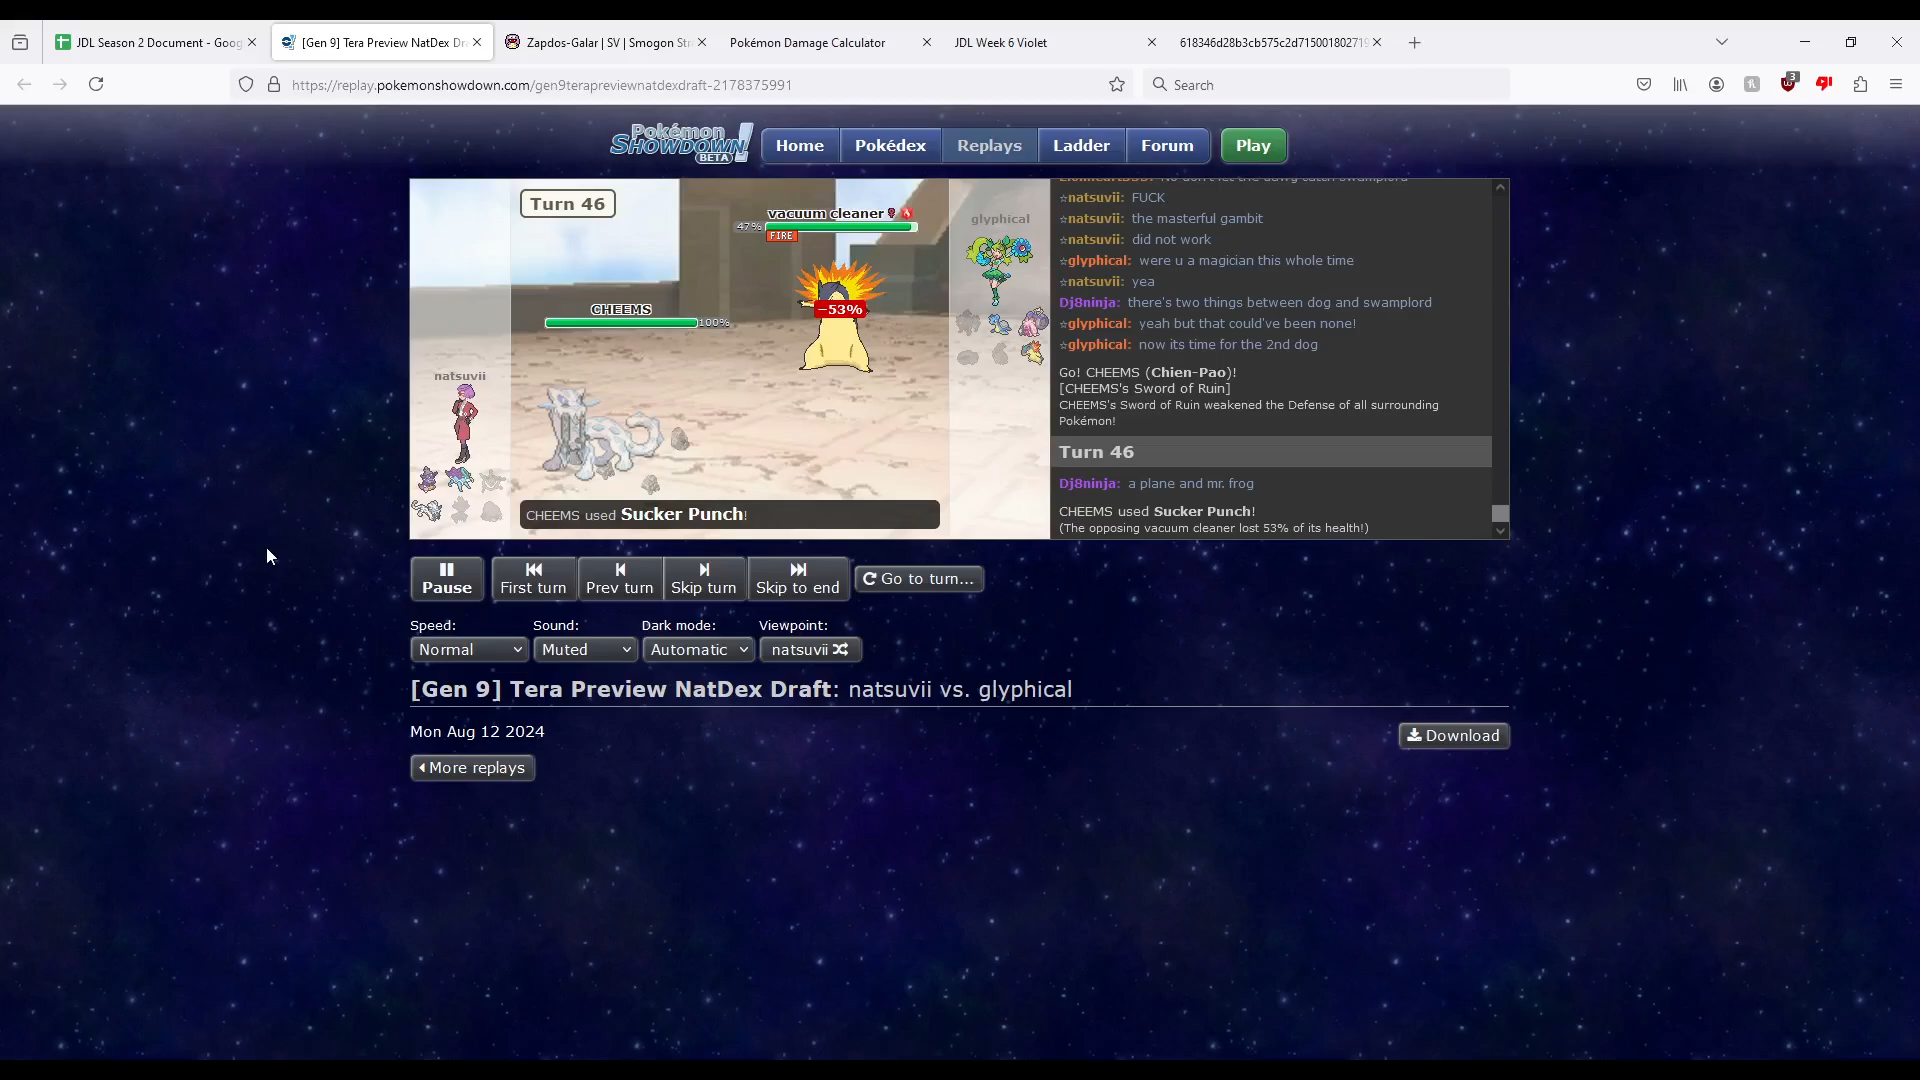 JDL Season 2 Document - Goog
[Gen 9] Tera Preview NatDex Dr
Zapdos-Galar | SV | Smogon Str
Pokémon Damage Calculator
JDL Week 6 Violet
618346d28b3cb575c2d715001802719
https://replay.pokemonshowdown.com/gen9terapreviewnatdexdraft-2178375991
Search
3
Pokémon
SHOWDOWN!
BETA
Home
Pokédex
Replays
Ladder
Forum
Play
Turn 46
vacuum cleaner
47%
FIRE
−53%
CHEEMS
100%
natsuvii
glyphical
CHEEMS used Sucker Punch!
☆natsuvii: FUCK
☆natsuvii: the masterful gambit
☆natsuvii: did not work
☆glyphical: were u a magician this whole time
☆natsuvii: yea
Dj8ninja: there's two things between dog and swamplord
☆glyphical: yeah but that could've been none!
☆glyphical: now its time for the 2nd dog
Go! CHEEMS (Chien-Pao)!
[CHEEMS's Sword of Ruin]
CHEEMS's Sword of Ruin weakened the Defense of all surrounding
Pokémon!
Turn 46
Dj8ninja: a plane and mr. frog
CHEEMS used Sucker Punch!
(The opposing vacuum cleaner lost 53% of its health!)
Pause
First turn
Prev turn
Skip turn
Skip to end
Go to turn...
Speed:
Sound:
Dark mode:
Viewpoint:
Normal
Muted
Automatic
natsuvii
[Gen 9] Tera Preview NatDex Draft: natsuvii vs. glyphical
Mon Aug 12 2024
Download
More replays